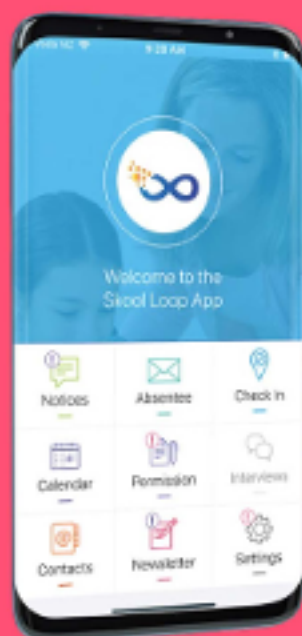 9:28 AM
Welcome to the
Skool Loop App
Notices
Absentee
Check In
Calendar
Permission
Interviews
Contacts
Newsletter
Settings